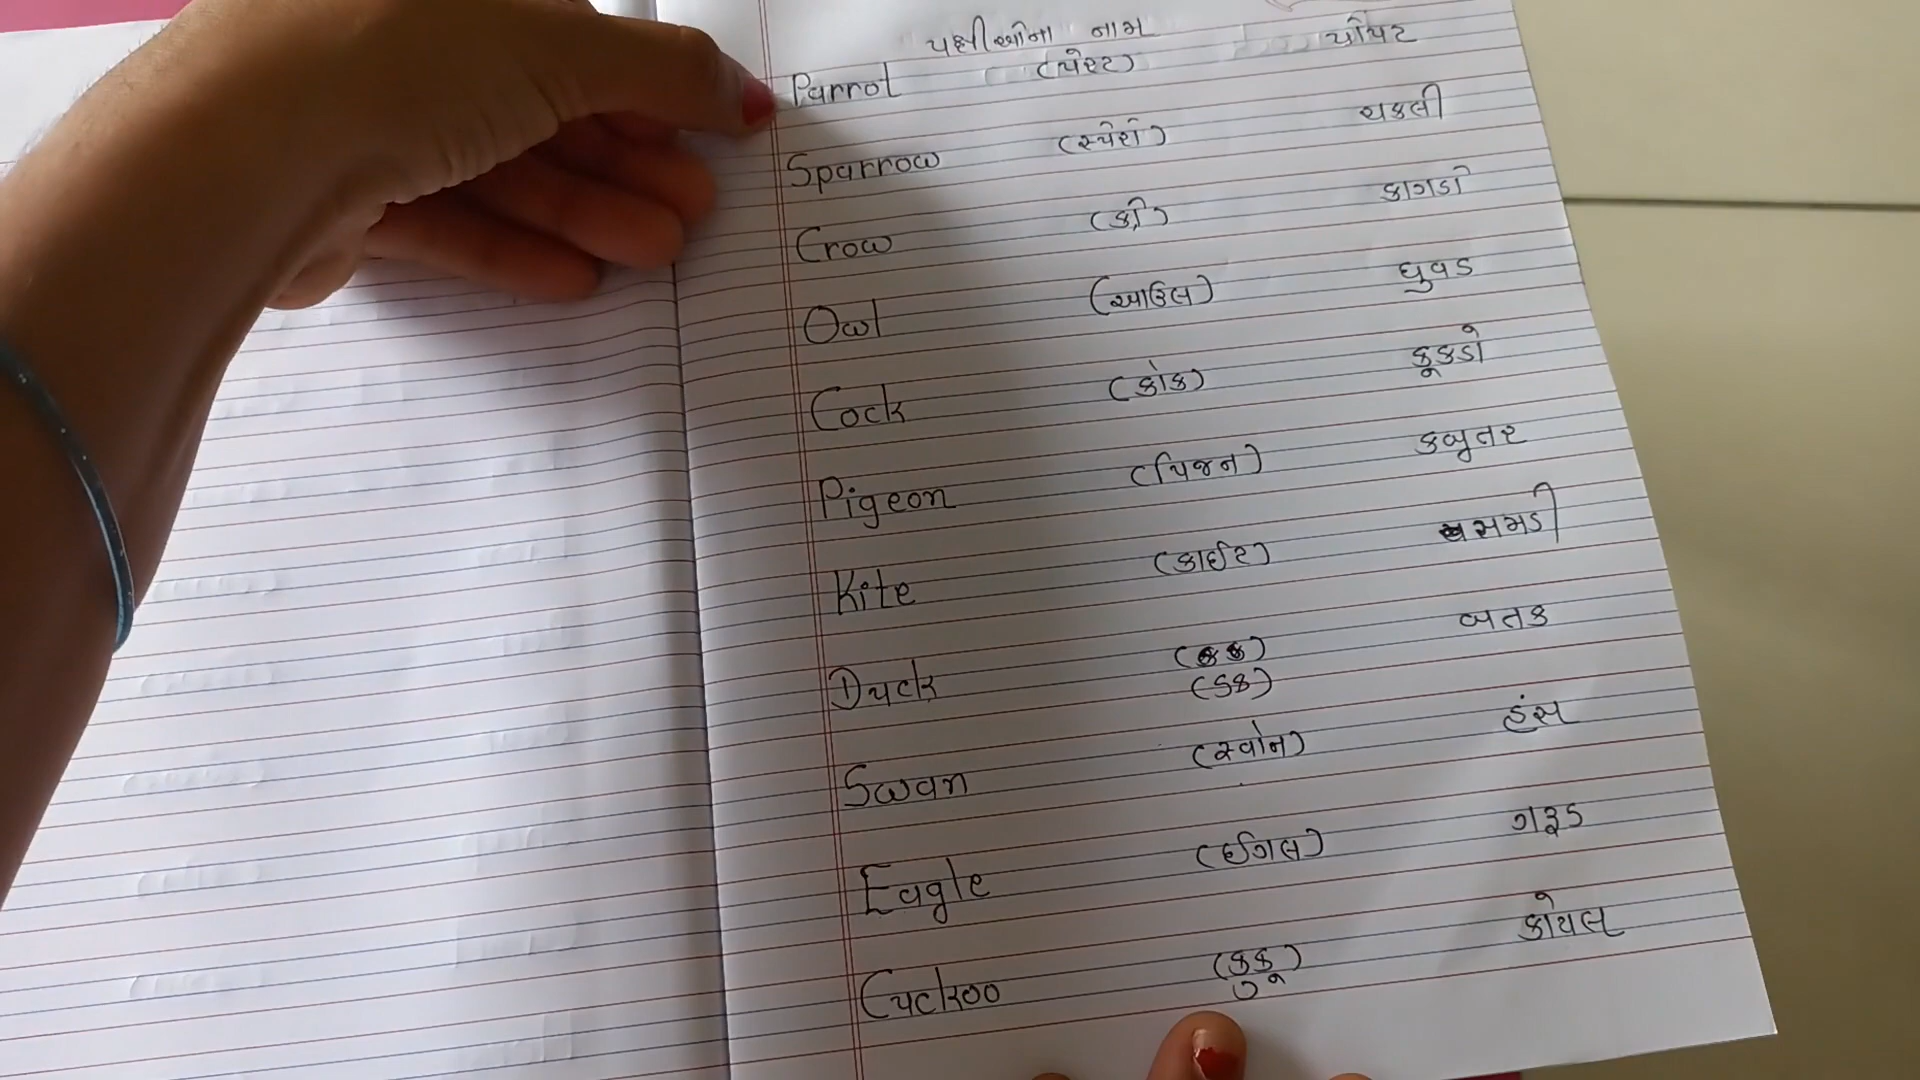 પક્ષીઓના નામ
Parrot (પેરટ) પોપટ
Sparrow (સ્પેરો) ચકલી
Crow (ક્રો) કાગડો
Owl (આઉલ) ઘુવડ
Cock (કોક) કૂકડો
Pigeon (પિજન) કબુતર
Kite (કાઈટ) સમડી
Duck (ડક) બતક
Swan (સ્વોન) હંસ
Eagle (ઈગલ) ગરૂડ
Cuckoo (કુકૂ) કોયલ